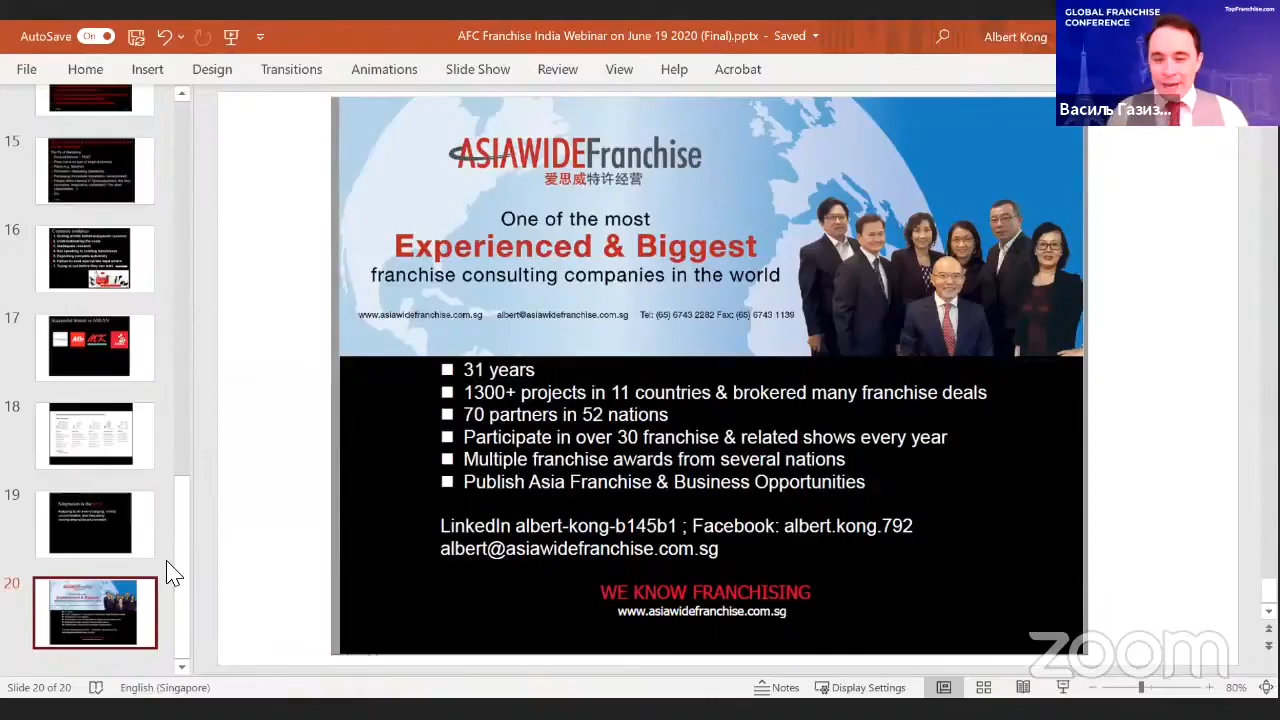 AutoSave On
AFC Franchise India Webinar on June 19 2020 (Final).pptx - Saved
Albert Kong
GLOBAL FRANCHISE
CONFERENCE
TopFranchise.com
Василь Газиз...
File Home Insert Design Transitions Animations Slide Show Review View Help Acrobat
15
16
17
18
19
20
ASIAWIDEFranchise
爱思威特许经营
One of the most
Experienced & Biggest
franchise consulting companies in the world
www.asiawidefranchise.com.sg albert@asiawidefranchise.com.sg Tel: (65) 6743 2282 Fax: (65) 6743 1139
31 years
1300+ projects in 11 countries & brokered many franchise deals
70 partners in 52 nations
Participate in over 30 franchise & related shows every year
Multiple franchise awards from several nations
Publish Asia Franchise & Business Opportunities
LinkedIn albert-kong-b145b1 ; Facebook: albert.kong.792
albert@asiawidefranchise.com.sg
WE KNOW FRANCHISING
www.asiawidefranchise.com.sg
zoom
Slide 20 of 20 English (Singapore) Notes Display Settings 80%